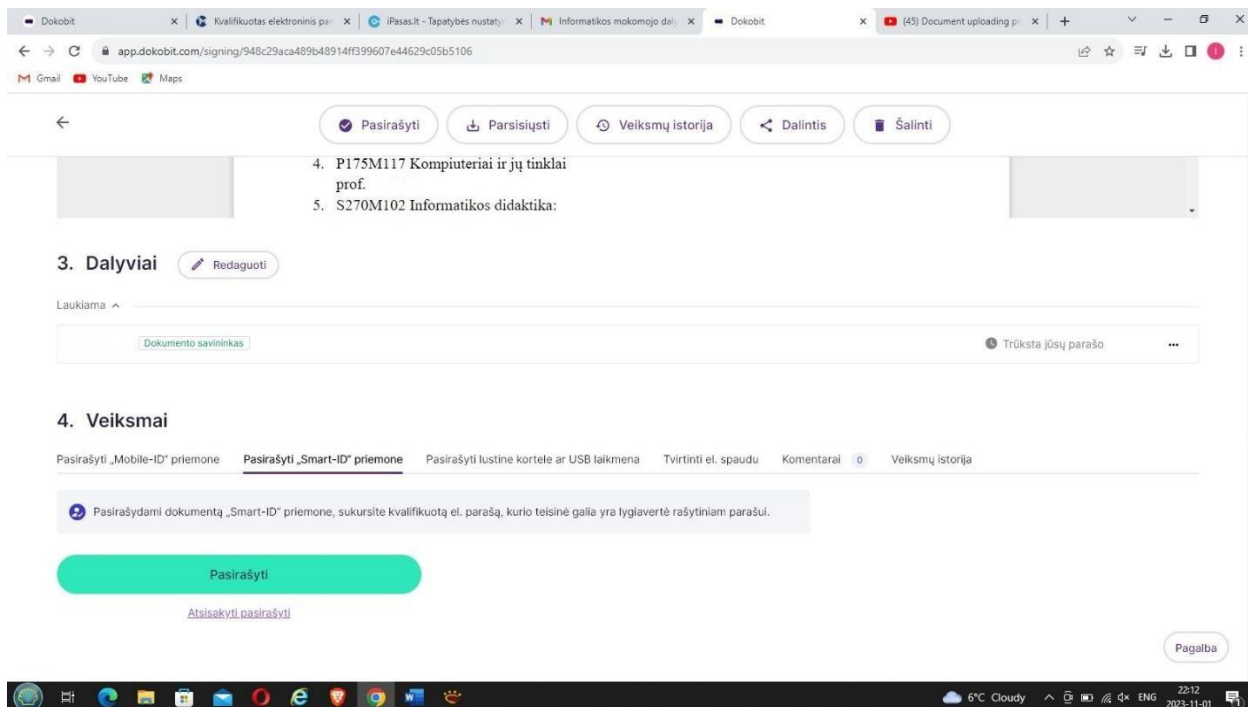 Dokobit
Kvalifikuotas elektroninis par
iPasas.lt - Tapatybės nustaty
Informatikos mokomojo daly
Dokobit
(45) Document uploading p
app.dokobit.com/signing/948c29aca489b48914ff399607e44629c05b5106
Gmail YouTube Maps
Pasirašyti Parsisiųsti Veiksmų istorija Dalintis Šalinti
4. P175M117 Kompiuteriai ir jų tinklai
prof.
5. S270M102 Informatikos didaktika:
3. Dalyviai Redaguoti
Laukiama
Dokumento savininkas Trūksta jūsų parašo
4. Veiksmai
Pasirašyti „Mobile-ID“ priemone Pasirašyti „Smart-ID“ priemone Pasirašyti lustine kortele ar USB laikmena Tvirtinti el. spaudu Komentarai 0 Veiksmų istorija
Pasirašydami dokumentą „Smart-ID“ priemone, sukursite kvalifikuotą el. parašą, kurio teisinė galia yra lygiavertė rašytiniam parašui.
Pasirašyti
Atsisakyti pasirašyti
Pagalba
6°C Cloudy ENG 22:12
2023-11-01